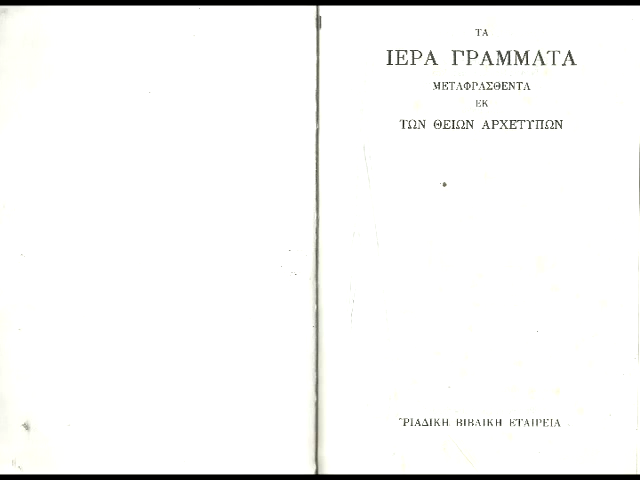 ΤΑ
ΙΕΡΑ ΓΡΑΜΜΑΤΑ
ΜΕΤΑΦΡΑΣΘΕΝΤΑ
ΕΚ
ΤΩΝ ΘΕΙΩΝ ΑΡΧΕΤΥΠΩΝ
ΒΙΒΛΙΚΗ ΕΤΑΙΡΕΙΑ